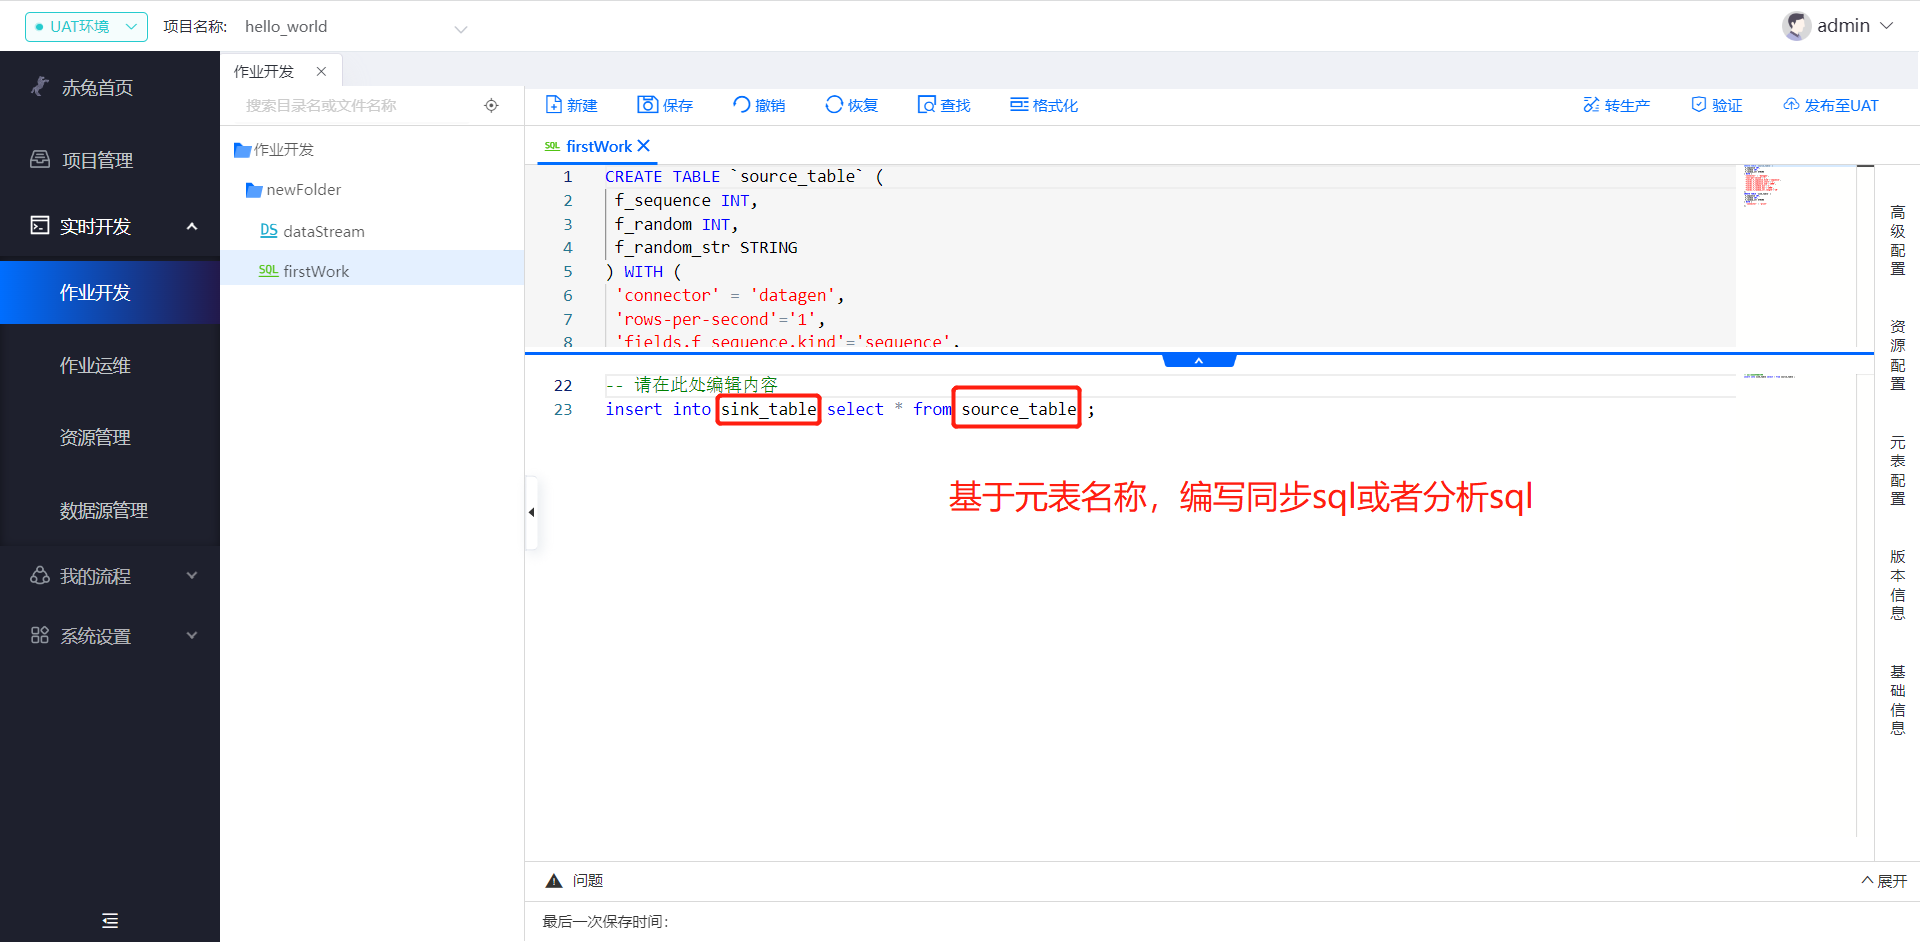 UAT环境
项目名称:
hello_world
admin
赤兔首页
项目管理
实时开发
作业开发
作业运维
资源管理
数据源管理
我的流程
系统设置
作业开发
搜索目录名或文件名称
作业开发
newFolder
DS dataStream
SQL firstWork
新建
保存
撤销
恢复
查找
格式化
转生产
验证
发布至UAT
SQL firstWork
1 CREATE TABLE `source_table` (
2 f_sequence INT,
3 f_random INT,
4 f_random_str STRING
5 ) WITH (
6 'connector' = 'datagen',
7 'rows-per-second'='1',
8 'fields.f_sequence.kind'='sequence',
22 -- 请在此处编辑内容
23 insert into sink_table select * from source_table ;
基于元表名称，编写同步sql或者分析sql
高级配置
资源配置
元表配置
版本信息
基础信息
问题
展开
最后一次保存时间: